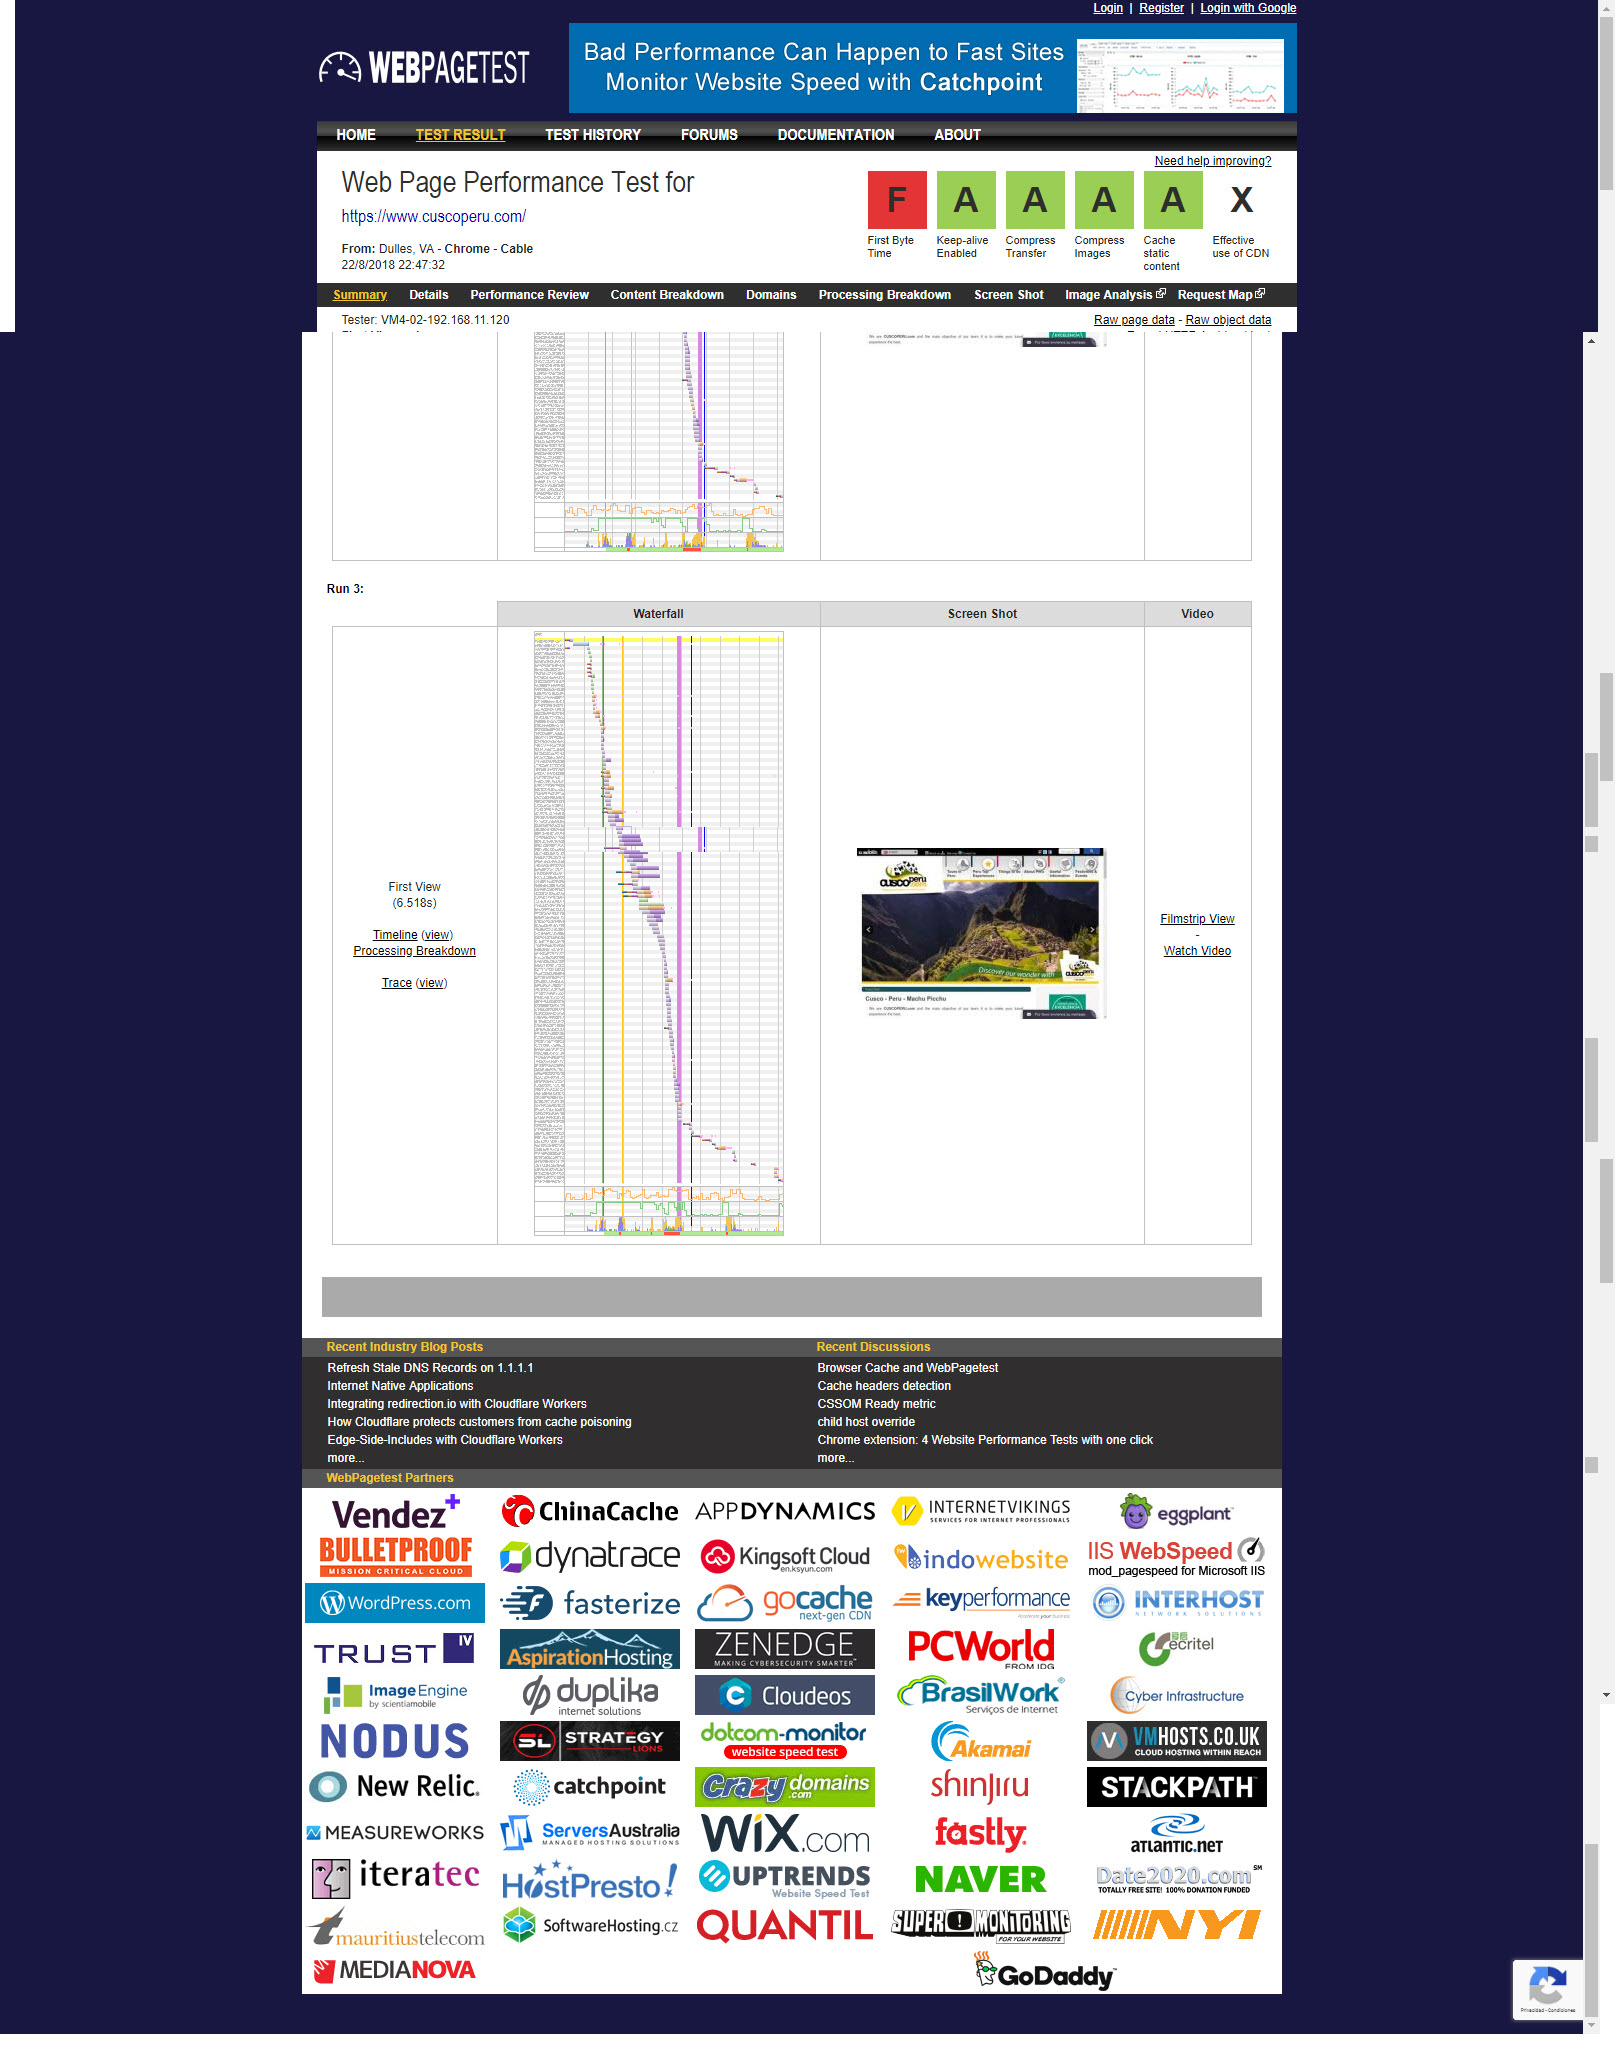 Login | Register | Login with Google
WEBPAGETEST
Bad Performance Can Happen to Fast Sites
Monitor Website Speed with Catchpoint
HOME TEST RESULT TEST HISTORY FORUMS DOCUMENTATION ABOUT
Need help improving?
Web Page Performance Test for
https://www.cuscoperu.com/
From: Dulles, VA - Chrome - Cable
22/8/2018 22:47:32
F A A A A X
First Byte Time
Keep-alive Enabled
Compress Transfer
Compress Images
Cache static content
Effective use of CDN
Summary Details Performance Review Content Breakdown Domains Processing Breakdown Screen Shot Image Analysis Request Map
Tester: VM4-02-192.168.11.120
Raw page data - Raw object data
Run 3:
Waterfall Screen Shot Video
First View
(6.518s)
Timeline (view)
Processing Breakdown
Trace (view)
CUSCO peru
Discover our wonder with
Cusco - Peru - Machu Picchu
Filmstrip View
-
Watch Video
Recent Industry Blog Posts
Refresh Stale DNS Records on 1.1.1.1
Internet Native Applications
Integrating redirection.io with Cloudflare Workers
How Cloudflare protects customers from cache poisoning
Edge-Side-Includes with Cloudflare Workers
more...
Recent Discussions
Browser Cache and WebPagetest
Cache headers detection
CSSOM Ready metric
child host override
Chrome extension: 4 Website Performance Tests with one click
more...
WebPagetest Partners
Vendez+ ChinaCache APPDYNAMICS INTERNETVIKINGS eggplant
SERVICES FOR INTERNET PROFESSIONALS
BULLETPROOF dynatrace Kingsoft Cloud indowebsite IIS WebSpeed
MISSION CRITICAL CLOUD en.ksyun.com mod_pagespeed for Microsoft IIS
WordPress.com fasterize gocache keyperformance INTERHOST
next-gen CDN Accelerate your business NETWORK SOLUTIONS
TRUST IV AspirationHosting ZENEDGE PCWorld ecritel
MAKING CYBERSECURITY SMARTER FROM IDG
ImageEngine duplika Cloudeos BrasilWork Cyber Infrastructure
by scientiamobile internet solutions Serviços de Internet
NODUS SL STRATEGY LIONS dotcom-monitor Akamai VMHOSTS.CO.UK
website speed test CLOUD HOSTING WITHIN REACH
New Relic. catchpoint Crazy domains .com shinjiru STACKPATH
MEASUREWORKS ServersAustralia WiX.com fastly. ATLANTIC.NET
MANAGED HOSTING SOLUTIONS
iteratec HostPresto! UPTRENDS NAVER Date2020.com
Website Speed Test TOTALLY FREE SITE! 100% DONATION FUNDED
mauritiustelecom SoftwareHosting.cz QUANTIL SUPER MONITORING NYI
FOR YOUR WEBSITE
MEDIANOVA GoDaddy
Privacidad - Condiciones